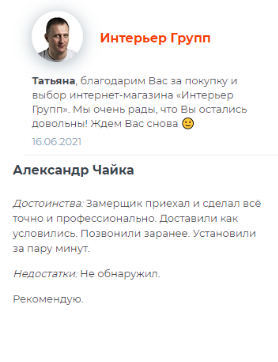 Интерьер Групп
Татьяна, благодарим Вас за покупку и
выбор интернет-магазина «Интерьер
Групп». Мы очень рады, что Вы остались
довольны! Ждем Вас снова 😐
16.06.2021
Александр Чайка
Достоинства: Замерщик приехал и сделал всё
точно и профессионально. Доставили как
условились. Позвонили заранее. Установили
за пару минут.
Недостатки: Не обнаружил.
Рекомендую.